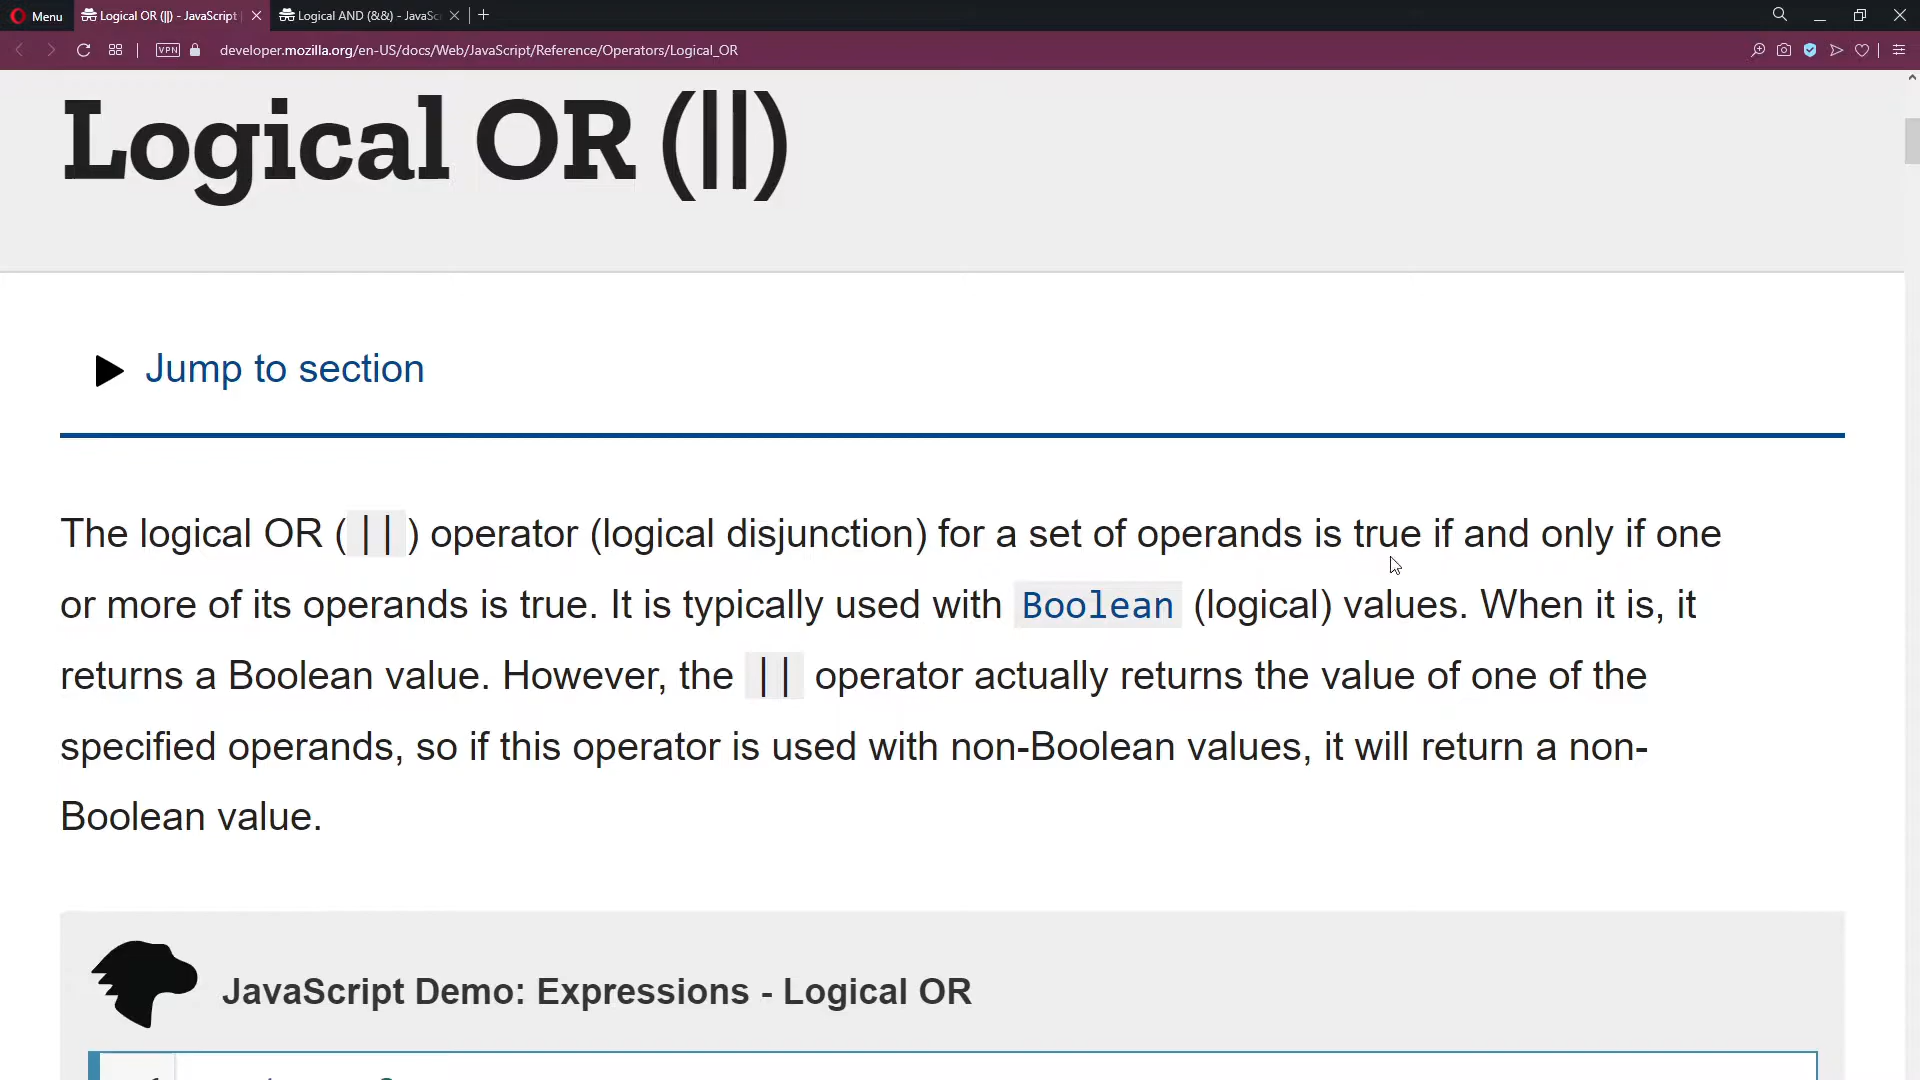 Menu
Logical OR (||) - JavaScript
Logical AND (&&) - JavaSc
VPN
developer.mozilla.org/en-US/docs/Web/JavaScript/Reference/Operators/Logical_OR
Logical OR (||)
Jump to section
The logical OR (||) operator (logical disjunction) for a set of operands is true if and only if one
or more of its operands is true. It is typically used with Boolean (logical) values. When it is, it
returns a Boolean value. However, the || operator actually returns the value of one of the
specified operands, so if this operator is used with non-Boolean values, it will return a non-
Boolean value.
JavaScript Demo: Expressions - Logical OR